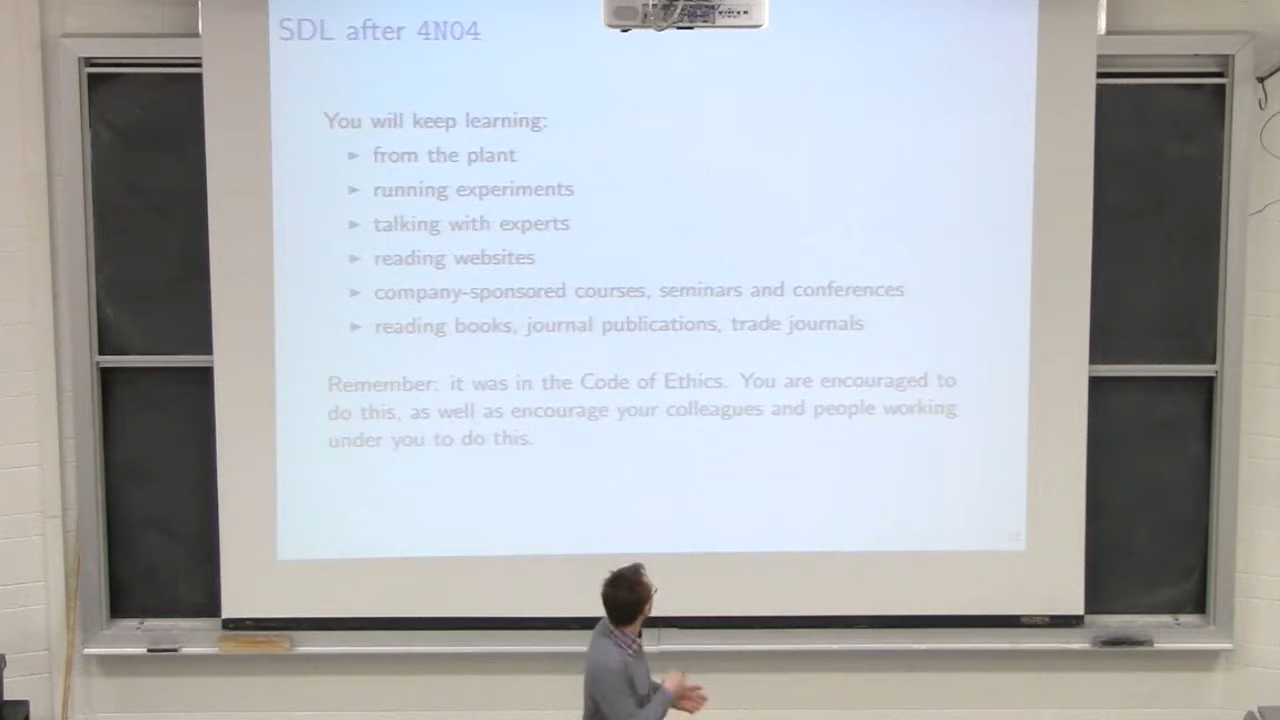 SDL after 4N04
You will keep learning:
► from the plant
► running experiments
► talking with experts
► reading websites
► company-sponsored courses, seminars and conferences
► reading books, journal publications, trade journals
Remember: it was in the Code of Ethics. You are encouraged to
do this, as well as encourage your colleagues and people working
under you to do this.